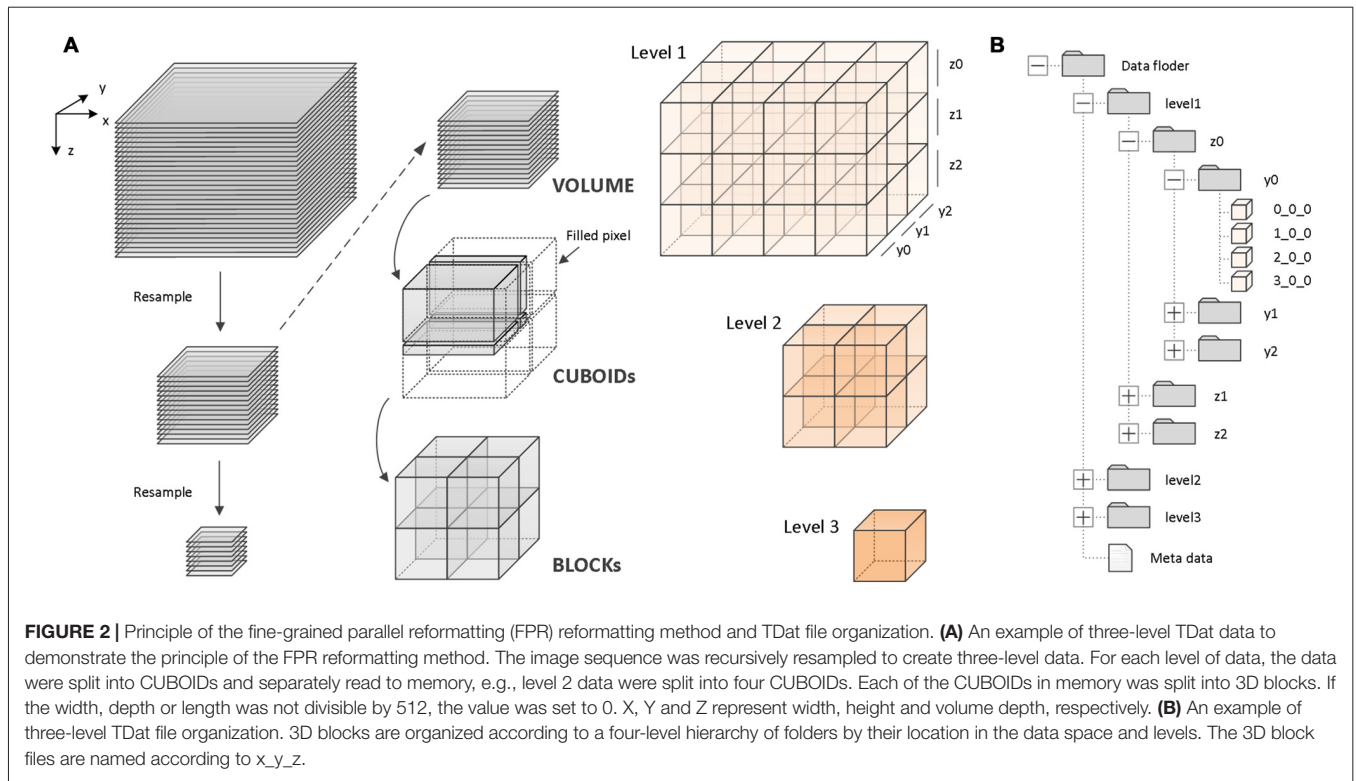 A
y
x
z
Resample
Resample
VOLUME
Filled pixel
CUBOIDs
BLOCKs
Level 1
z0
z1
z2
y2
y1
y0
Level 2
Level 3
B
Data floder
level1
z0
y0
0_0_0
1_0_0
2_0_0
3_0_0
y1
y2
z1
z2
level2
level3
Meta data
FIGURE 2 | Principle of the fine-grained parallel reformatting (FPR) reformatting method and TDat file organization. (A) An example of three-level TDat data to
demonstrate the principle of the FPR reformatting method. The image sequence was recursively resampled to create three-level data. For each level of data, the data
were split into CUBOIDs and separately read to memory, e.g., level 2 data were split into four CUBOIDs. Each of the CUBOIDs in memory was split into 3D blocks. If
the width, depth or length was not divisible by 512, the value was set to 0. X, Y and Z represent width, height and volume depth, respectively. (B) An example of
three-level TDat file organization. 3D blocks are organized according to a four-level hierarchy of folders by their location in the data space and levels. The 3D block
files are named according to x_y_z.